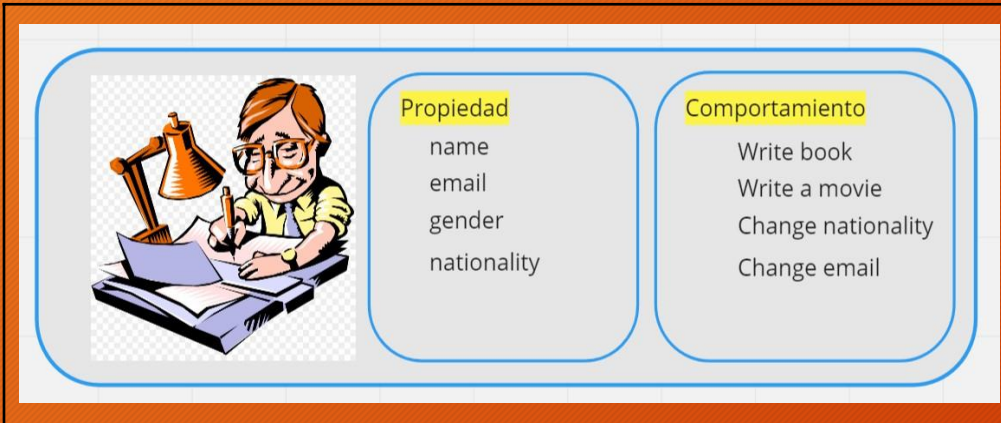 Propiedad
name
email
gender
nationality
Comportamiento
Write book
Write a movie
Change nationality
Change email